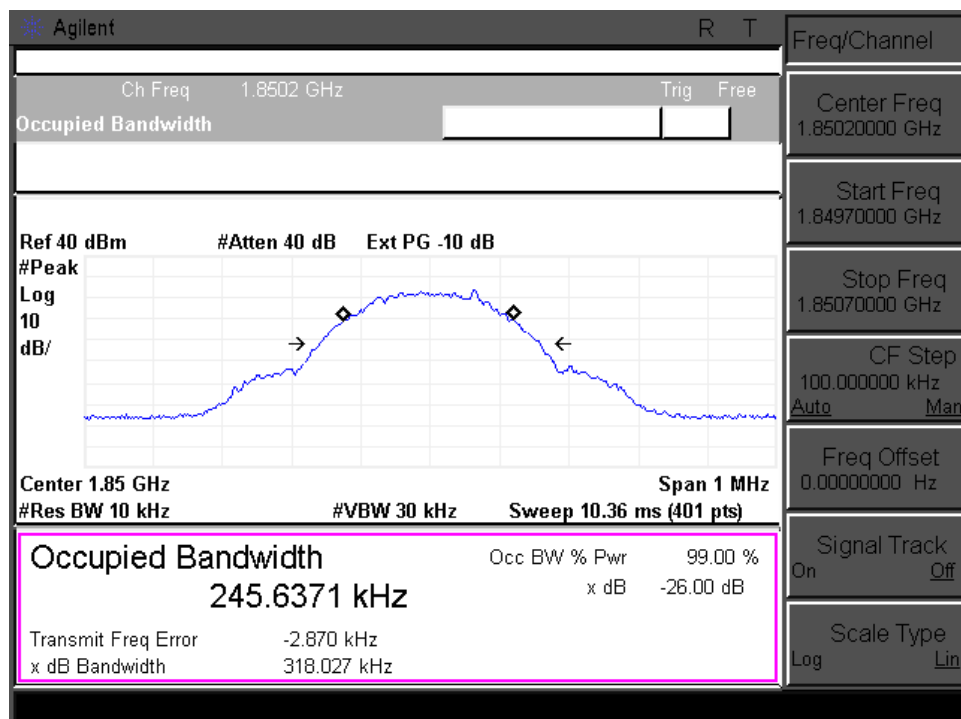 Agilent R T
Ch Freq 1.8502 GHz Trig Free
Occupied Bandwidth
Ref 40 dBm #Atten 40 dB Ext PG -10 dB
#Peak
Log
10
dB/
Center 1.85 GHz Span 1 MHz
#Res BW 10 kHz #VBW 30 kHz Sweep 10.36 ms (401 pts)
Occupied Bandwidth Occ BW % Pwr 99.00 %
245.6371 kHz x dB -26.00 dB
Transmit Freq Error -2.870 kHz
x dB Bandwidth 318.027 kHz
Freq/Channel
Center Freq
1.85020000 GHz
Start Freq
1.84970000 GHz
Stop Freq
1.85070000 GHz
CF Step
100.000000 kHz
Auto Man
Freq Offset
0.00000000 Hz
Signal Track
On Off
Scale Type
Log Lin